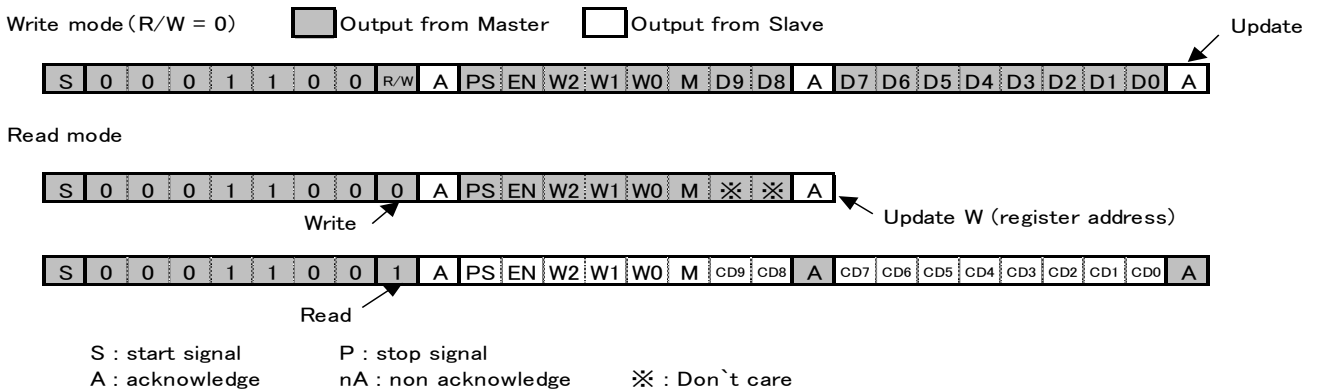 Write mode (R/W = 0) Output from Master Output from Slave Update
S 0 0 0 1 1 0 0 R/W A PS EN W2 W1 W0 M D9 D8 A D7 D6 D5 D4 D3 D2 D1 D0 A
Read mode
S 0 0 0 1 1 0 0 0 A PS EN W2 W1 W0 M ※ ※ A
Write Update W (register address)
S 0 0 0 1 1 0 0 1 A PS EN W2 W1 W0 M CD9 CD8 A CD7 CD6 CD5 CD4 CD3 CD2 CD1 CD0 A
Read
S : start signal P : stop signal
A : acknowledge nA : non acknowledge ※ : Don`t care